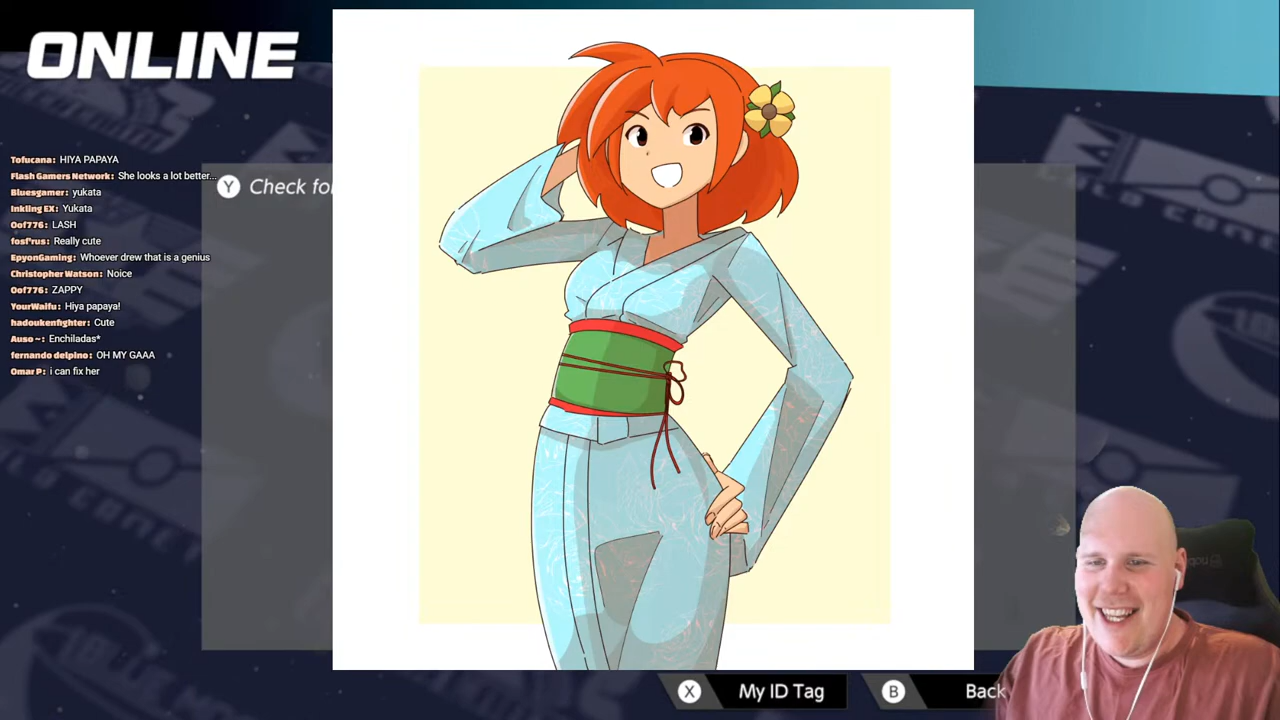 ONLINE
Tofucana: HIYA PAPAYA
Flash Gamers Network: She looks a lot better...
Bluesgamer: yukata
Inkling EX: Yukata
Oof776: LASH
fosf'rus: Really cute
EpyonGaming: Whoever drew that is a genius
Christopher Watson: Noice
Oof776: ZAPPY
YourWaifu: Hiya papaya!
hadoukenfighter: Cute
Auso ~: Enchiladas*
fernando delpino: OH MY GAAA
Omar P: i can fix her
Y Check fo
X My ID Tag
B Back